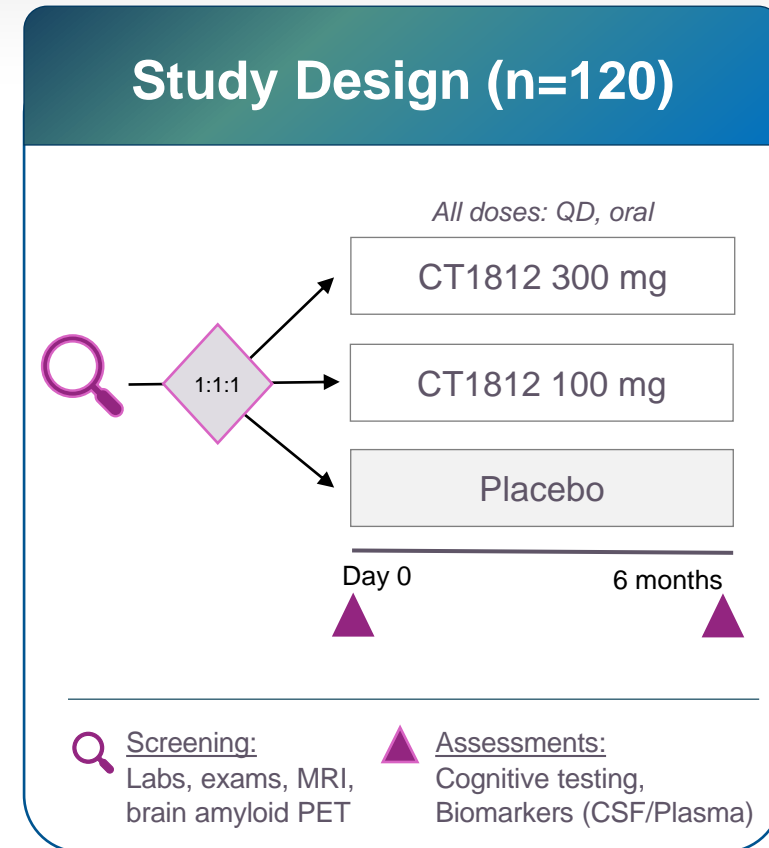 Study Design (n=120)
All doses: QD, oral
CT1812 300 mg
1:1:1
CT1812 100 mg
Placebo
Day 0
6 months
Screening:
Labs, exams, MRI,
brain amyloid PET
Assessments:
Cognitive testing,
Biomarkers (CSF/Plasma)